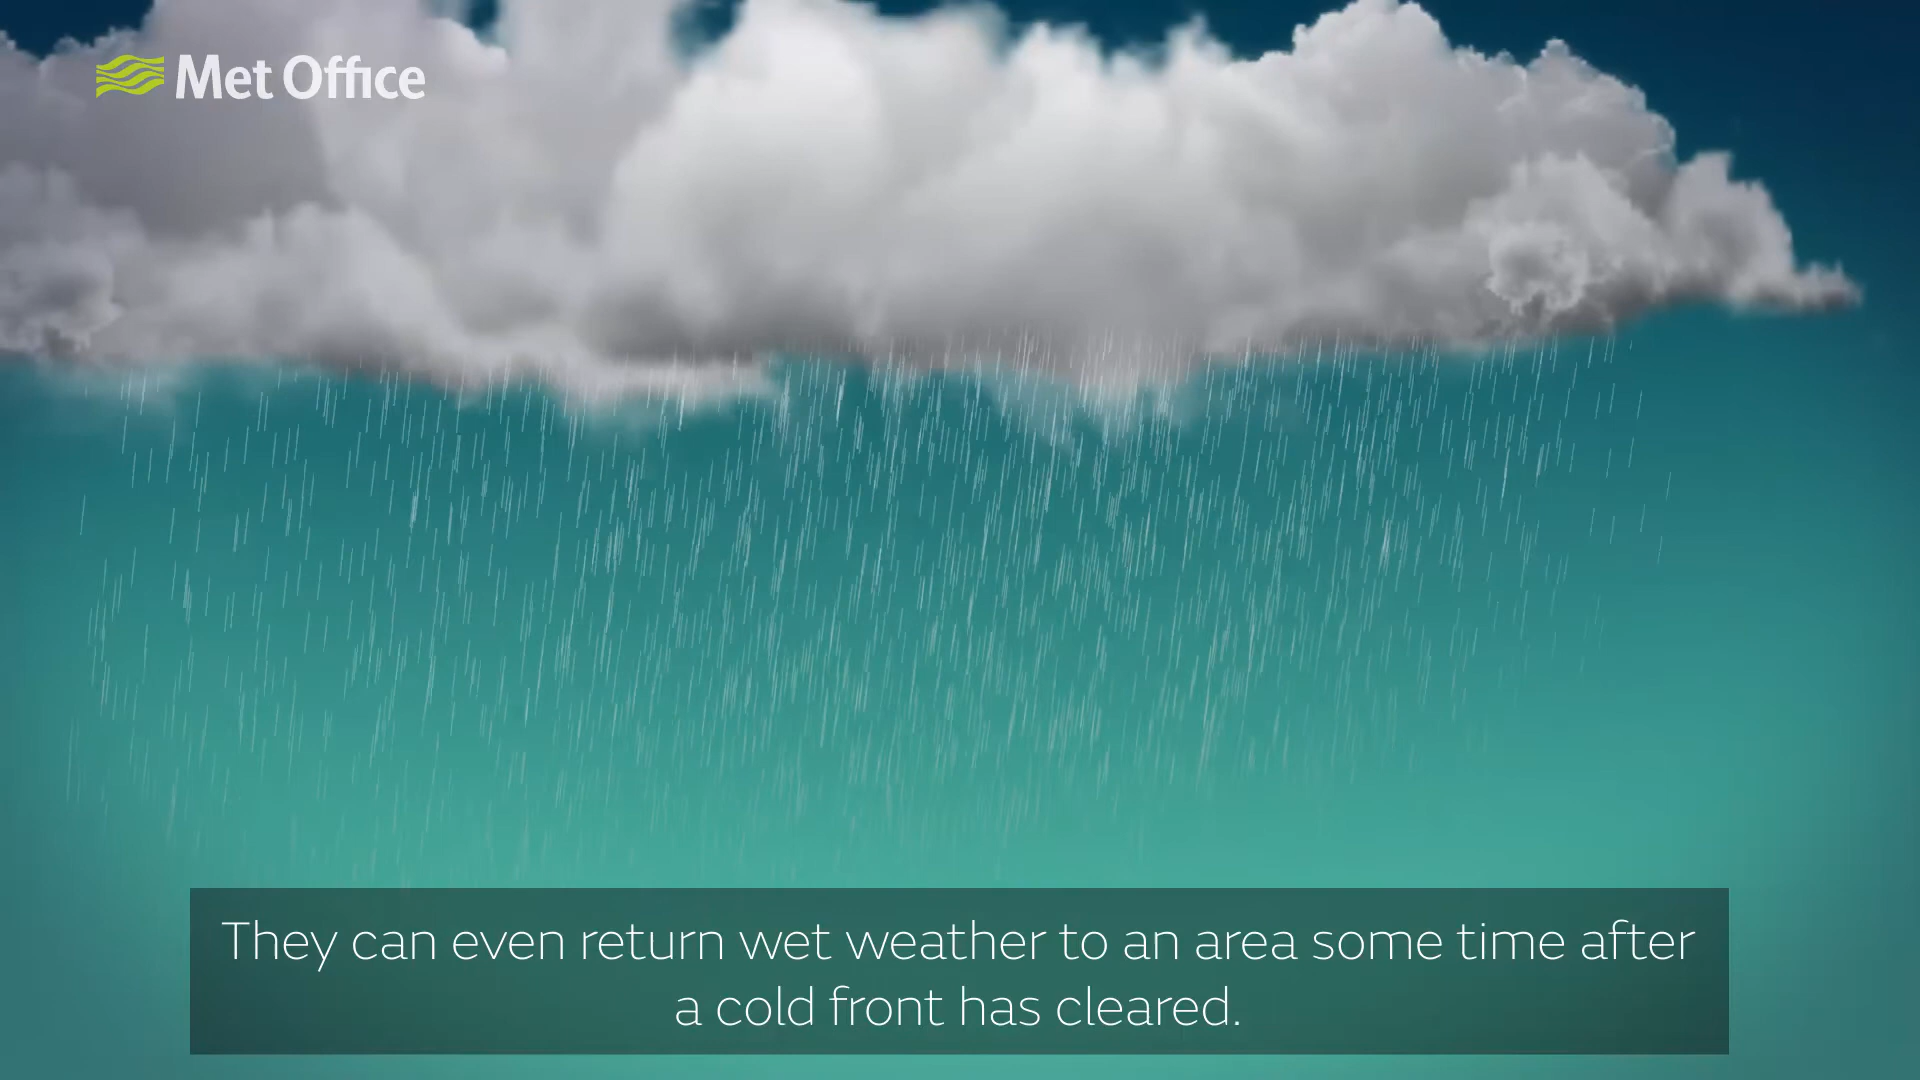 Met Office
They can even return wet weather to an area some time after
a cold front has cleared.